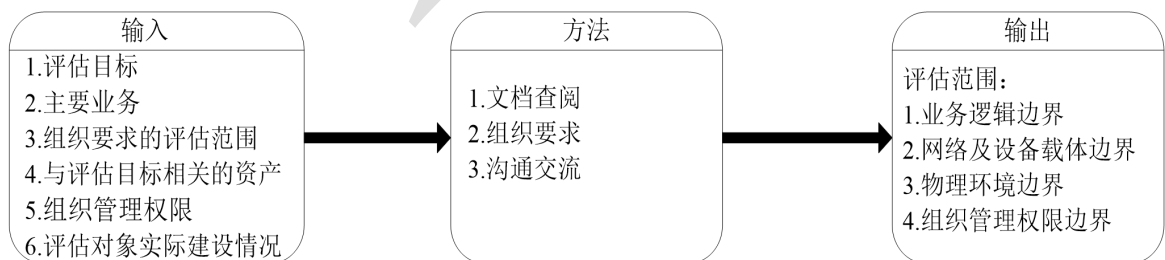 输入
1.评估目标
2.主要业务
3.组织要求的评估范围
4.与评估目标相关的资产
5.组织管理权限
6.评估对象实际建设情况
方法
1.文档查阅
2.组织要求
3.沟通交流
输出
评估范围:
1.业务逻辑边界
2.网络及设备载体边界
3.物理环境边界
4.组织管理权限边界